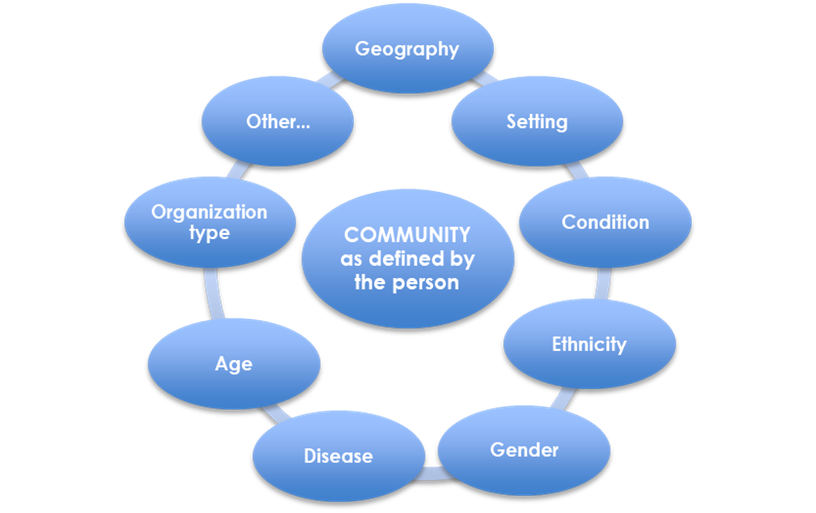 Geography
Setting
Condition
Ethnicity
Gender
Disease
Age
Organization
type
Other...
COMMUNITY
as defined by
the person